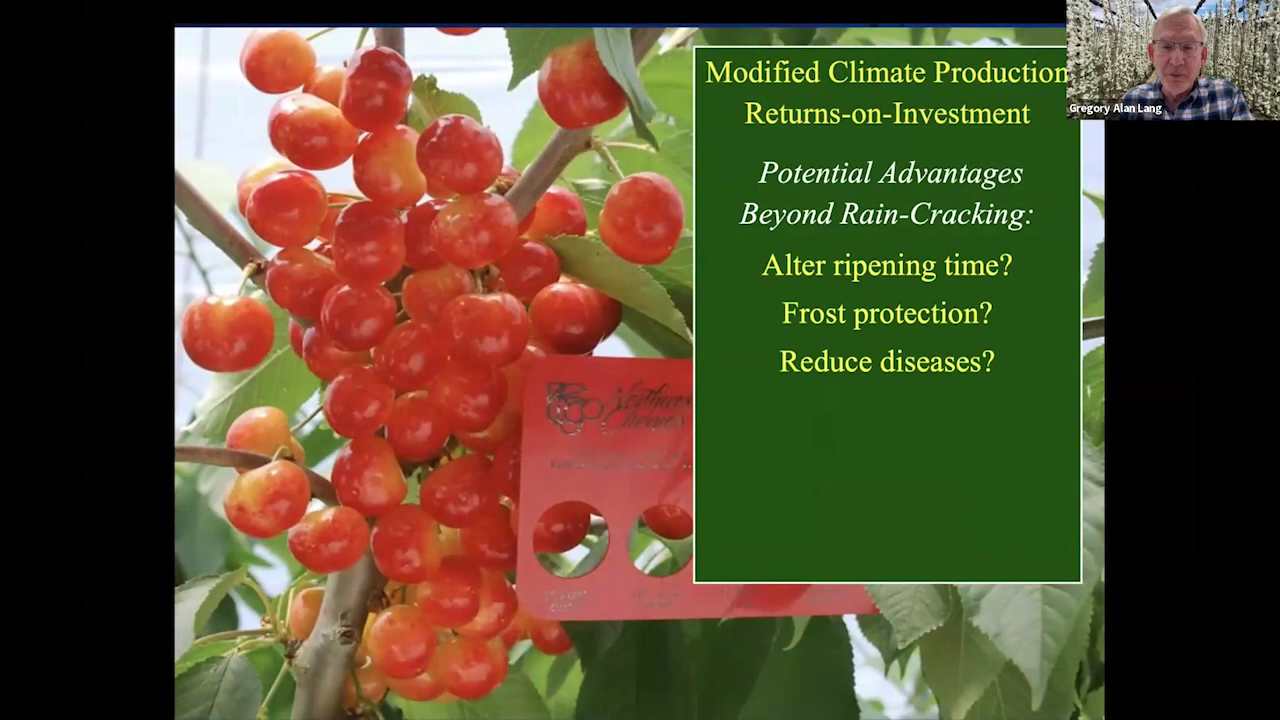 Modified Climate Production
Returns-on-Investment
Potential Advantages
Beyond Rain-Cracking:
Alter ripening time?
Frost protection?
Reduce diseases?
Gregory Alan Lang